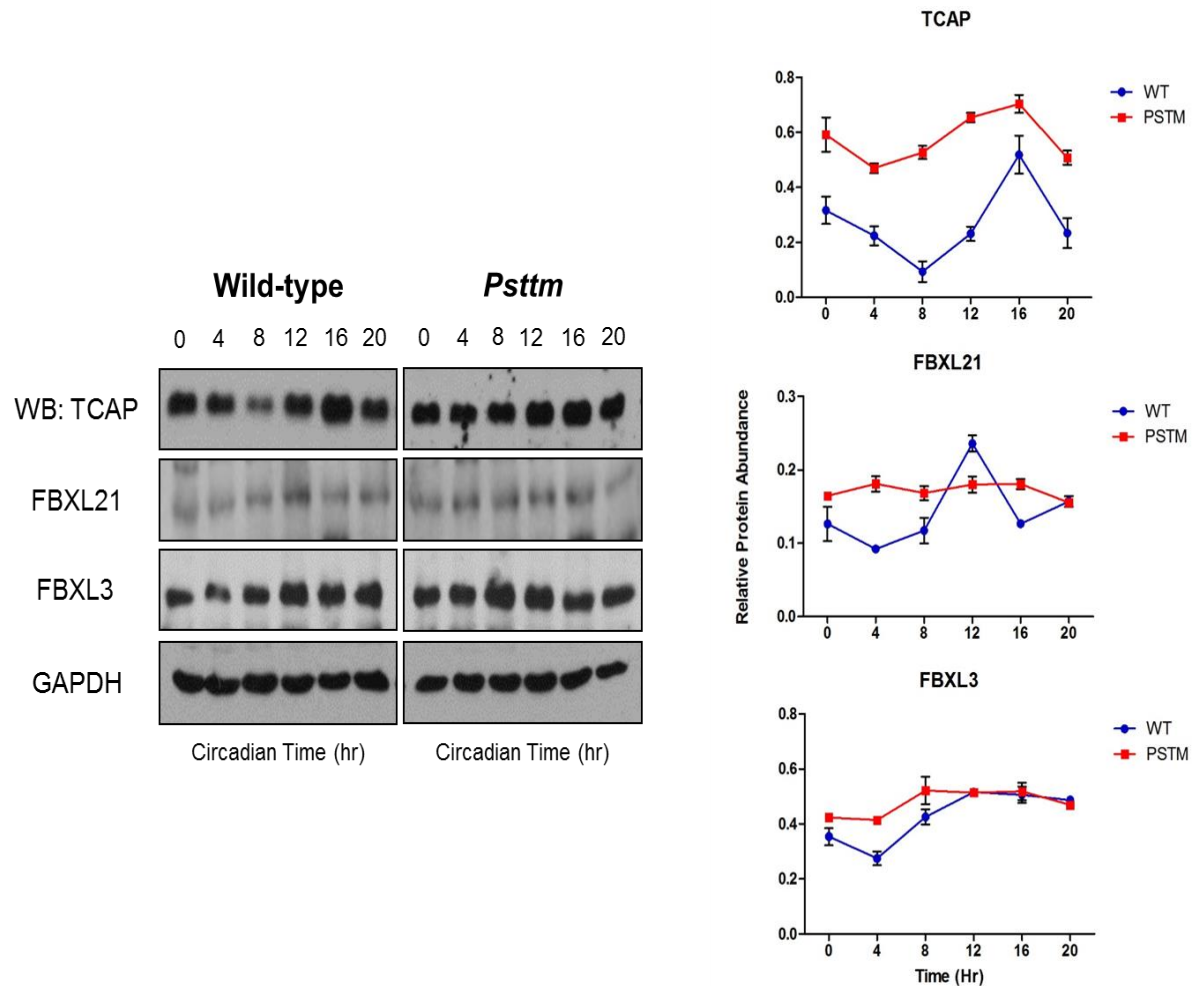 Wild-type
Psttm
0 4 8 12 16 20
0 4 8 12 16 20
WB: TCAP
FBXL21
FBXL3
GAPDH
Circadian Time (hr)
Circadian Time (hr)
TCAP
0.8
0.6
0.4
0.2
0.0
0 4 8 12 16 20
WT
PSTM
FBXL21
Relative Protein Abundance
0.3
0.2
0.1
0.0
0 4 8 12 16 20
WT
PSTM
FBXL3
0.8
0.6
0.4
0.2
0.0
0 4 8 12 16 20
Time (Hr)
WT
PSTM